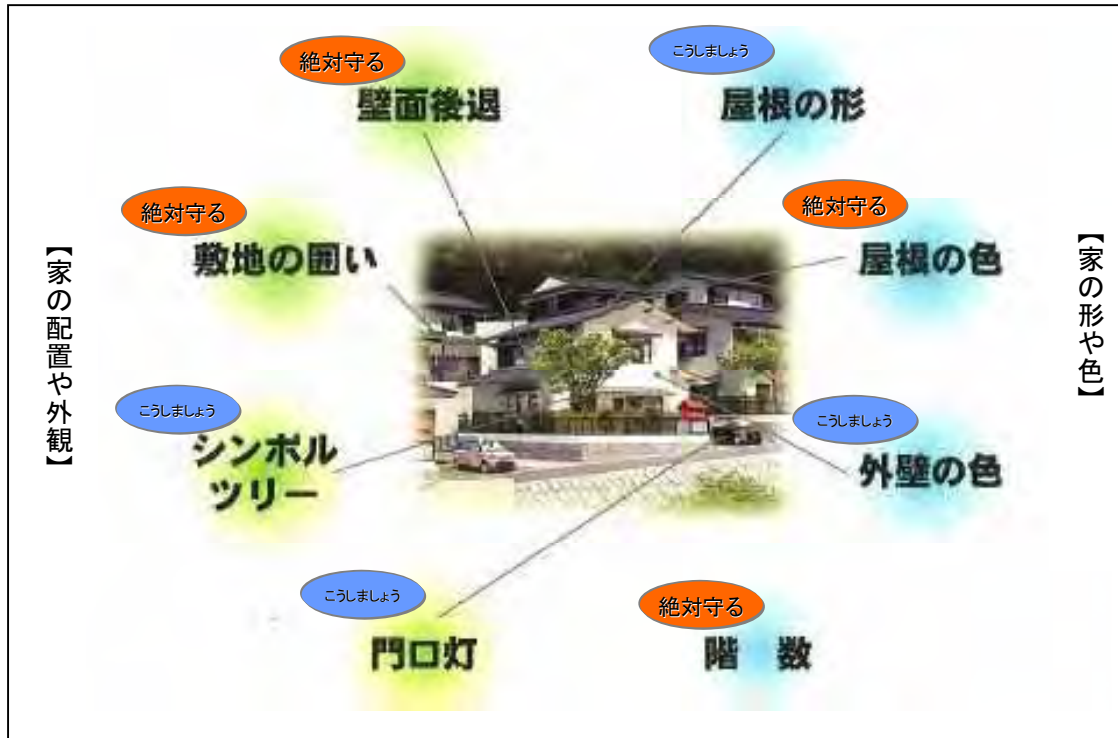 絶対守る
壁面後退
こうしましょう
屋根の形
絶対守る
敷地の囲い
絶対守る
屋根の色
【家の配置や外観】
【家の形や色】
こうしましょう
シンボル
ツリー
こうしましょう
外壁の色
こうしましょう
門口灯
絶対守る
階 数